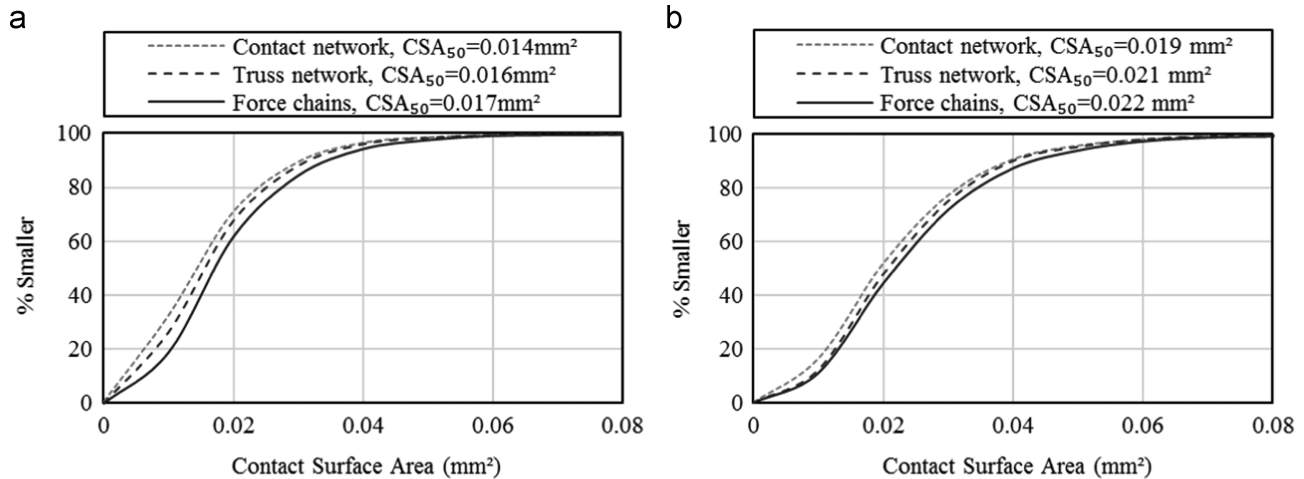 a
Contact network, CSA₅₀=0.014mm²
Truss network, CSA₅₀=0.016mm²
Force chains, CSA₅₀=0.017mm²
100
80
60
40
20
0
% Smaller
0 0.02 0.04 0.06 0.08
Contact Surface Area (mm²)
b
Contact network, CSA₅₀=0.019 mm²
Truss network, CSA₅₀=0.021 mm²
Force chains, CSA₅₀=0.022 mm²
100
80
60
40
20
0
% Smaller
0 0.02 0.04 0.06 0.08
Contact Surface Area (mm²)